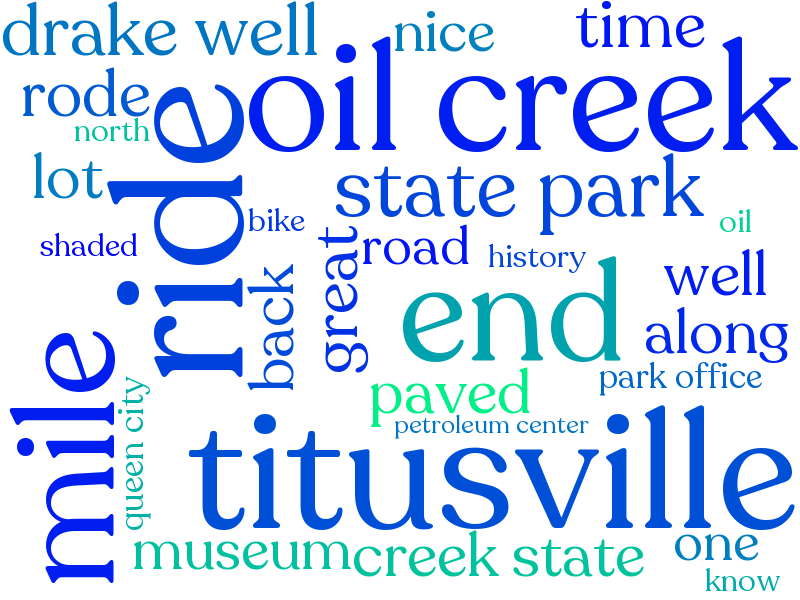 drake well
nice
time
rode
oil creek
north
ride
lot
state park
bike
oil
shaded
great
road
history
back
well
end
along
mile
paved
park office
queen city
petroleum center
titusville
museum
creek state
one
know